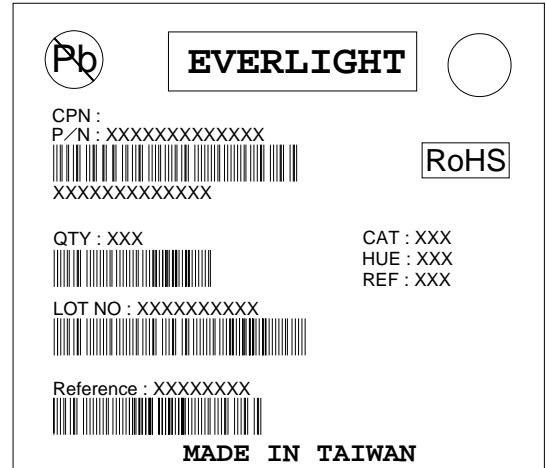 Pb
EVERLIGHT
CPN :
P/N : XXXXXXXXXXXXX
RoHS
XXXXXXXXXXXXX
QTY : XXX
CAT : XXX
HUE : XXX
REF : XXX
LOT NO : XXXXXXXXXX
Reference : XXXXXXXX
MADE IN TAIWAN